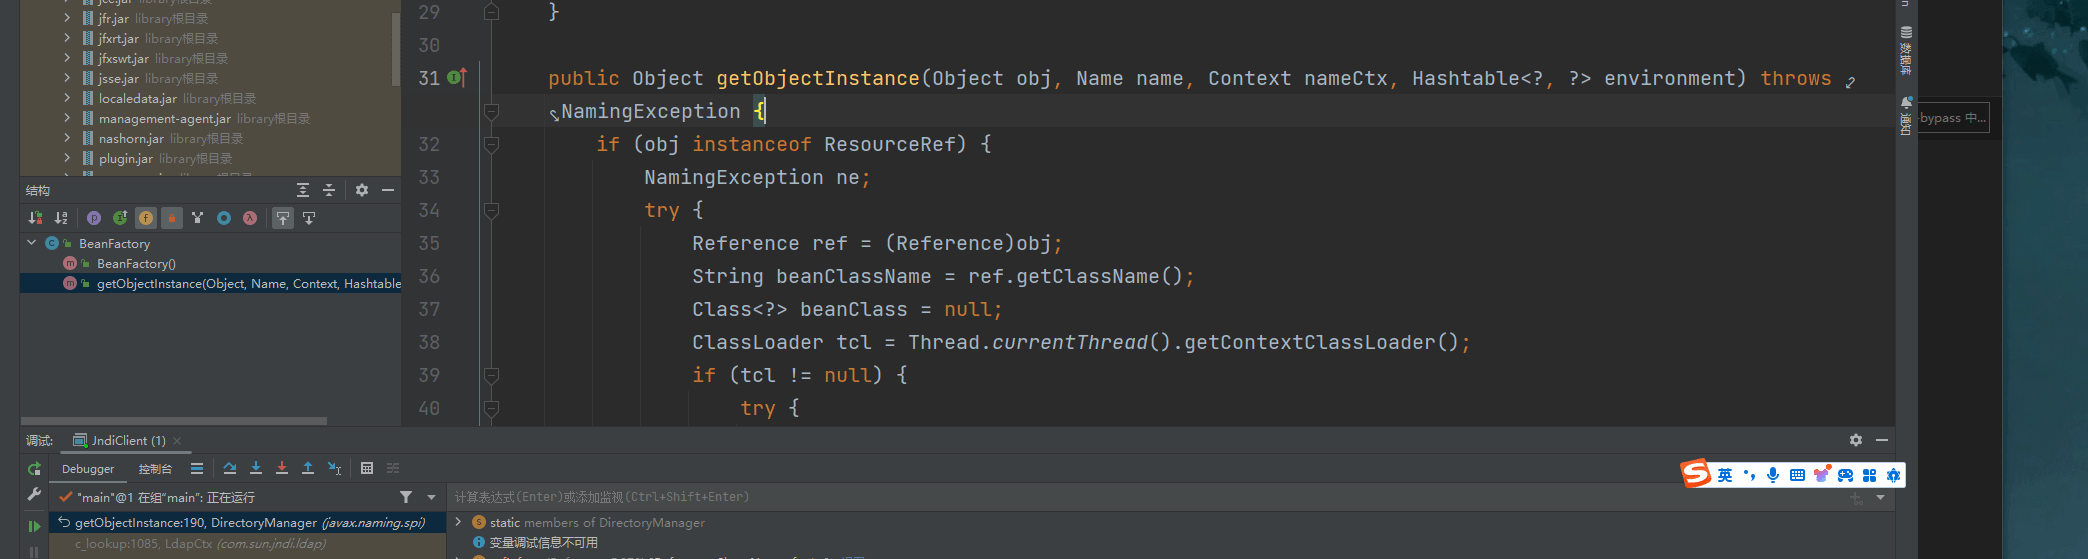 jce.jar library根目录
jfr.jar library根目录
jfxrt.jar library根目录
jfxswt.jar library根目录
jsse.jar library根目录
localedata.jar library根目录
management-agent.jar library根目录
nashorn.jar library根目录
plugin.jar library根目录
结构
BeanFactory
BeanFactory()
getObjectInstance(Object, Name, Context, Hashtable
29 }
30
31 public Object getObjectInstance(Object obj, Name name, Context nameCtx, Hashtable<?, ?> environment) throws
NamingException {
32 if (obj instanceof ResourceRef) {
33 NamingException ne;
34 try {
35 Reference ref = (Reference)obj;
36 String beanClassName = ref.getClassName();
37 Class<?> beanClass = null;
38 ClassLoader tcl = Thread.currentThread().getContextClassLoader();
39 if (tcl != null) {
40 try {
数据库
通知
-bypass 中...
调试: JndiClient (1)
Debugger 控制台
"main"@1 在组"main": 正在运行
getObjectInstance:190, DirectoryManager (javax.naming.spi)
c_lookup:1085, LdapCtx (com.sun.jndi.ldap)
计算表达式(Enter)或添加监视(Ctrl+Shift+Enter)
static members of DirectoryManager
变量调试信息不可用
英